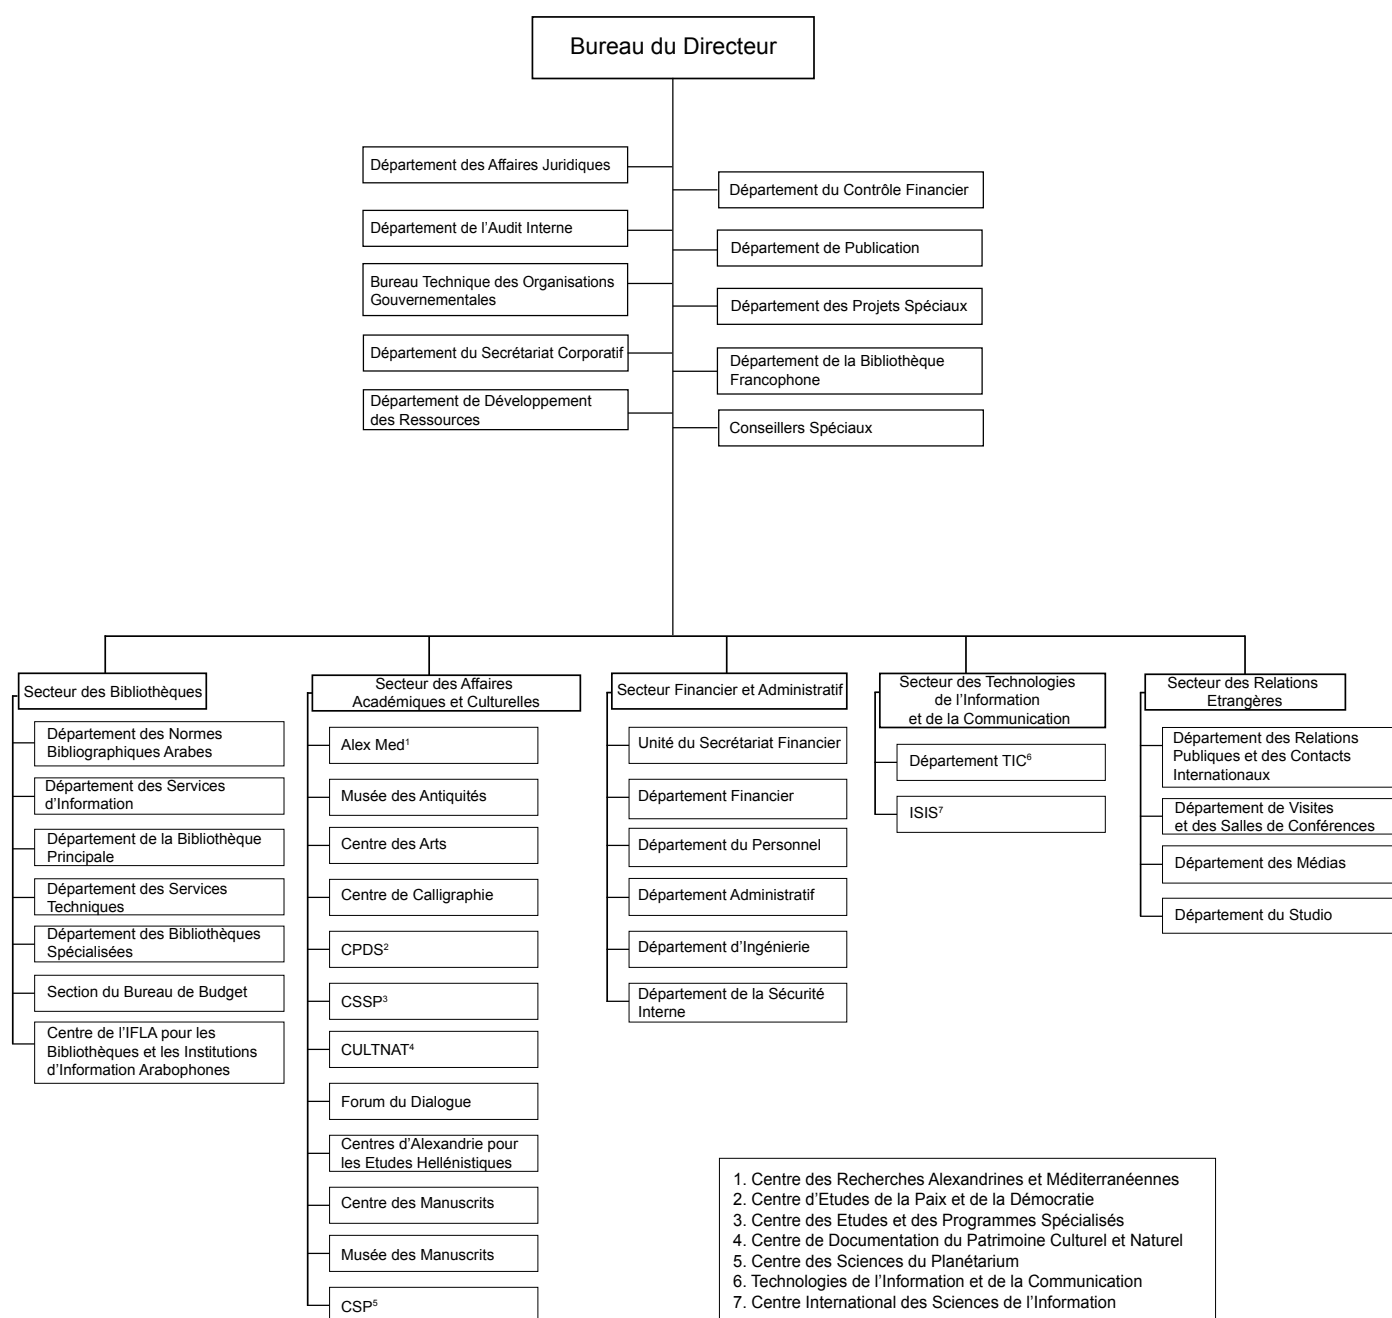 Bureau du Directeur
Département des Affaires Juridiques
Département du Contrôle Financier
Département de l’Audit Interne
Département de Publication
Bureau Technique des Organisations
Gouvernementales
Département des Projets Spéciaux
Département du Secrétariat Corporatif
Département de la Bibliothèque
Francophone
Département de Développement
des Ressources
Conseillers Spéciaux
Secteur des Bibliothèques
Département des Normes
Bibliographiques Arabes
Département des Services
d’Information
Département de la Bibliothèque
Principale
Département des Services
Techniques
Département des Bibliothèques
Spécialisées
Section du Bureau de Budget
Centre de l’IFLA pour les
Bibliothèques et les Institutions
d’Information Arabophones
Secteur des Affaires
Académiques et Culturelles
Alex Med¹
Musée des Antiquités
Centre des Arts
Centre de Calligraphie
CPDS²
CSSP³
CULTNAT⁴
Forum du Dialogue
Centres d’Alexandrie pour
les Etudes Hellénistiques
Centre des Manuscrits
Musée des Manuscrits
CSP⁵
Secteur Financier et Administratif
Unité du Secrétariat Financier
Département Financier
Département du Personnel
Département Administratif
Département d’Ingénierie
Département de la Sécurité
Interne
Secteur des Technologies
de l’Information
et de la Communication
Département TIC⁶
ISIS⁷
Secteur des Relations
Etrangères
Département des Relations
Publiques et des Contacts
Internationaux
Département de Visites
et des Salles de Conférences
Département des Médias
Département du Studio
1. Centre des Recherches Alexandrines et Méditerranéennes
2. Centre d’Etudes de la Paix et de la Démocratie
3. Centre des Etudes et des Programmes Spécialisés
4. Centre de Documentation du Patrimoine Culturel et Naturel
5. Centre des Sciences du Planétarium
6. Technologies de l’Information et de la Communication
7. Centre International des Sciences de l’Information